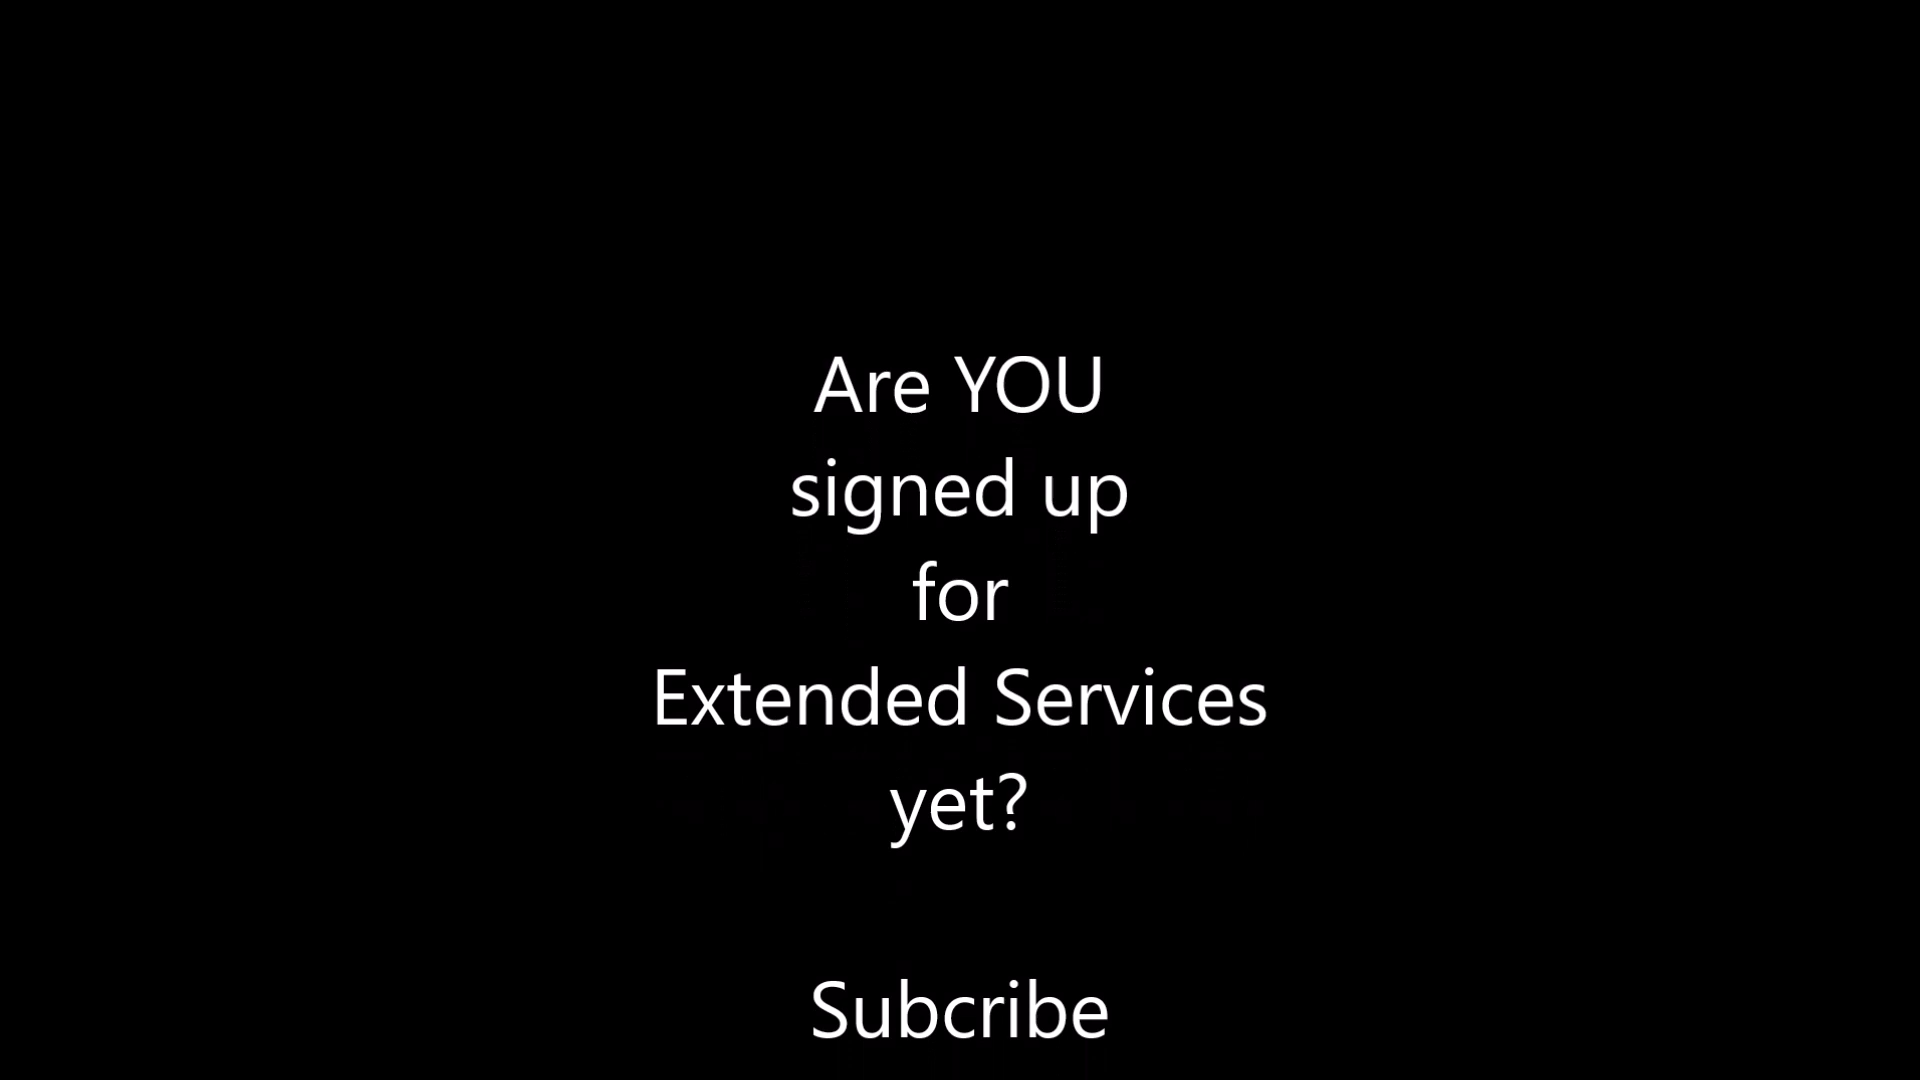 Are YOU
signed up
for
Extended Services
yet?
Subcribe